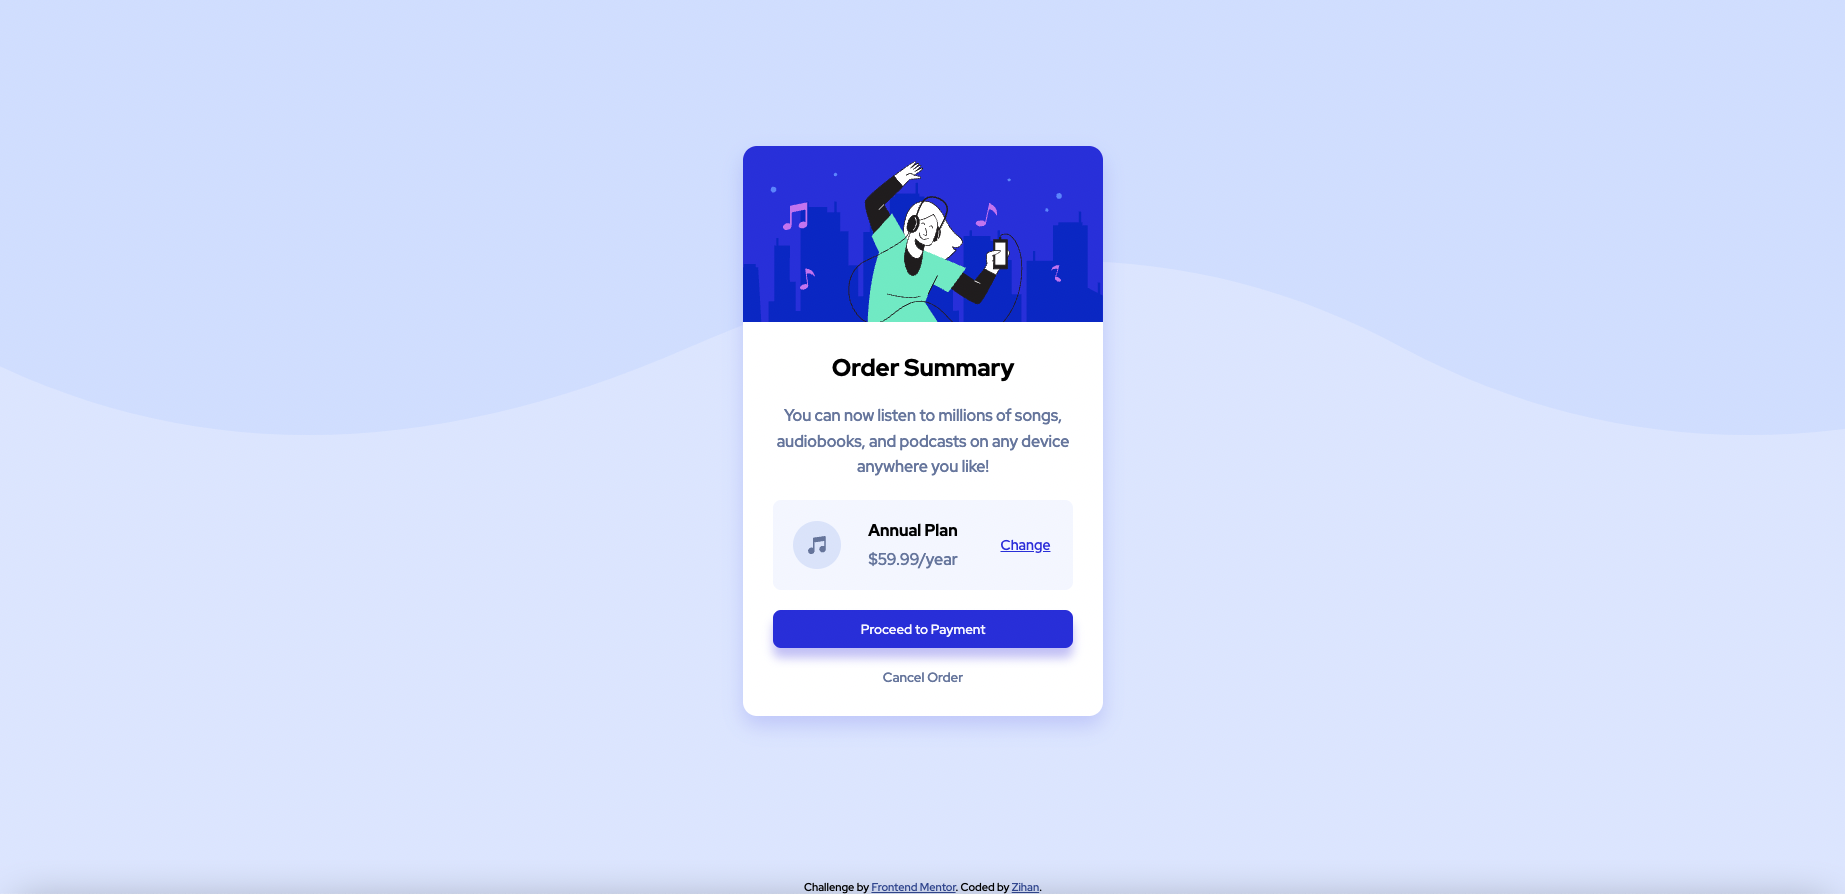 Order Summary
You can now listen to millions of songs,
audiobooks, and podcasts on any device
anywhere you like!
Annual Plan
$59.99/year
Change
Proceed to Payment
Cancel Order
Challenge by Frontend Mentor. Coded by Zihan.